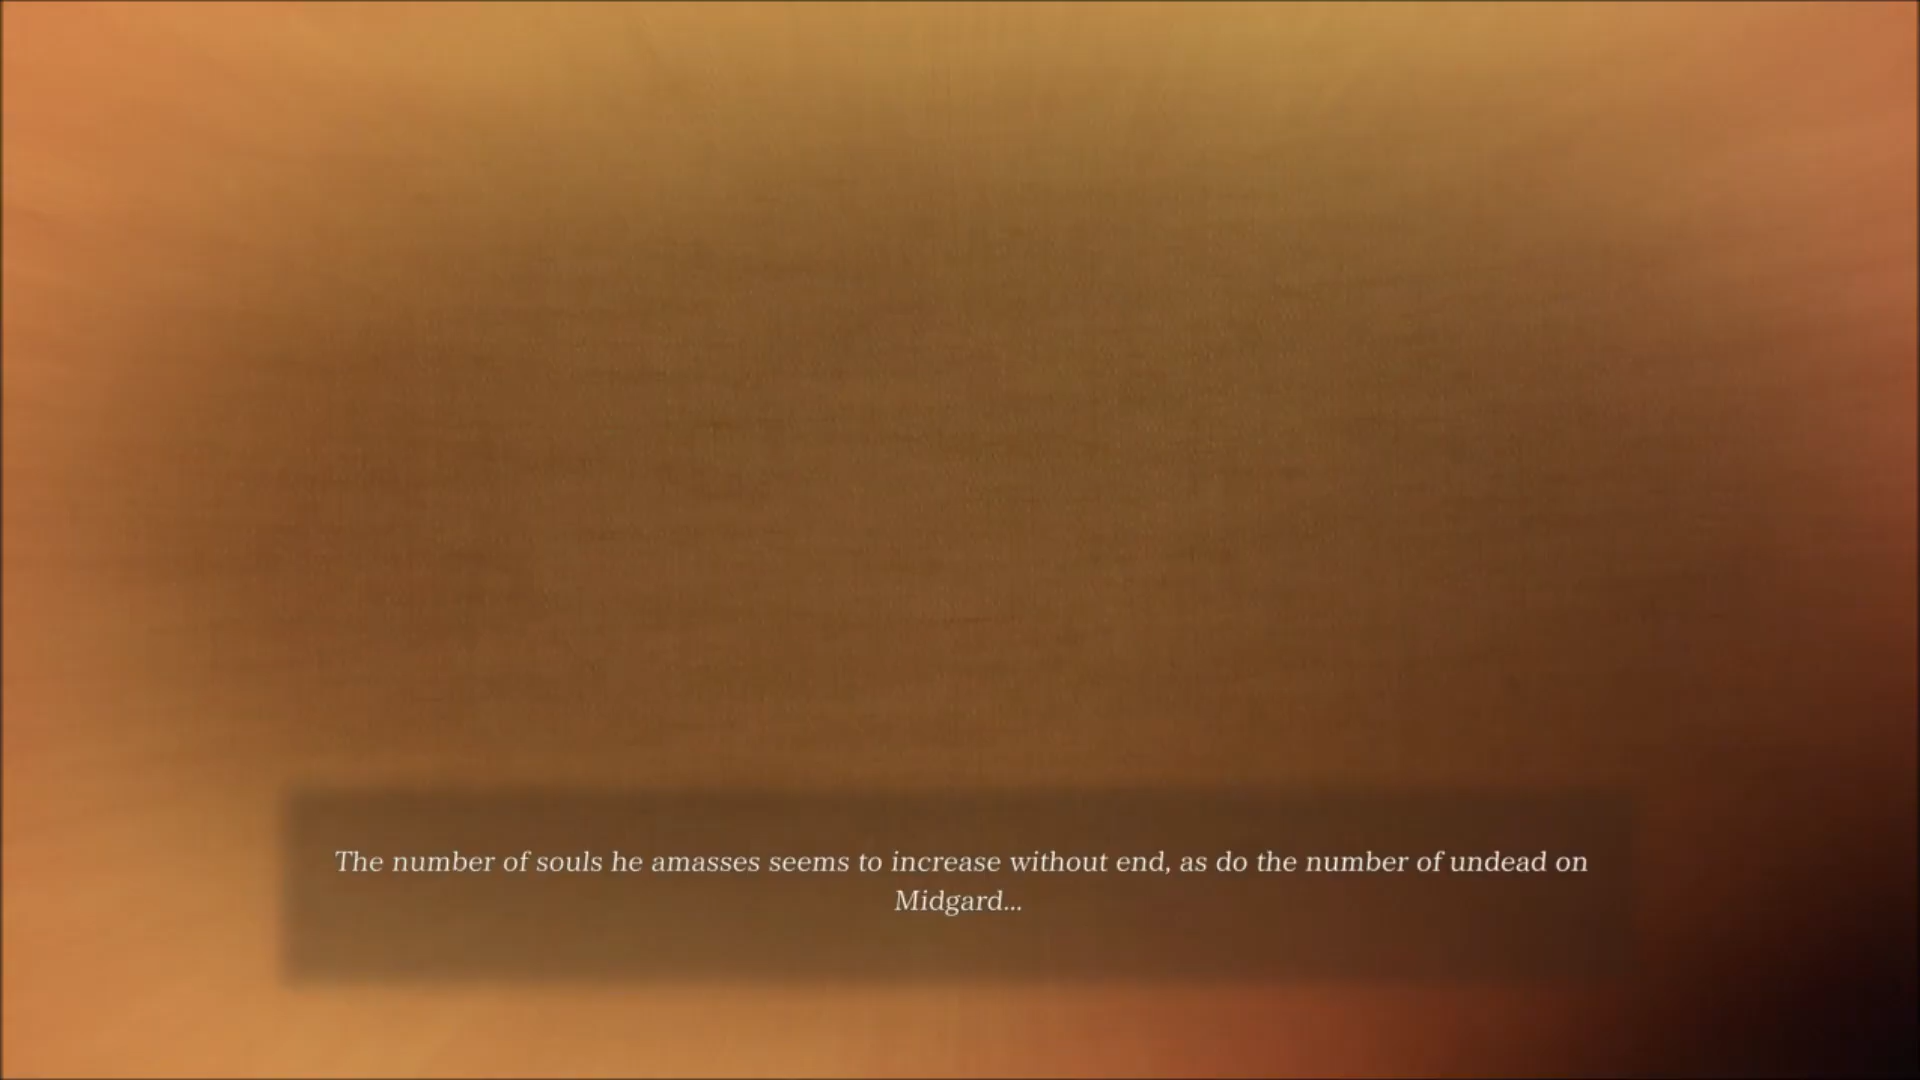 The number of souls he amasses seems to increase without end, as do the number of undead on
Midgard...